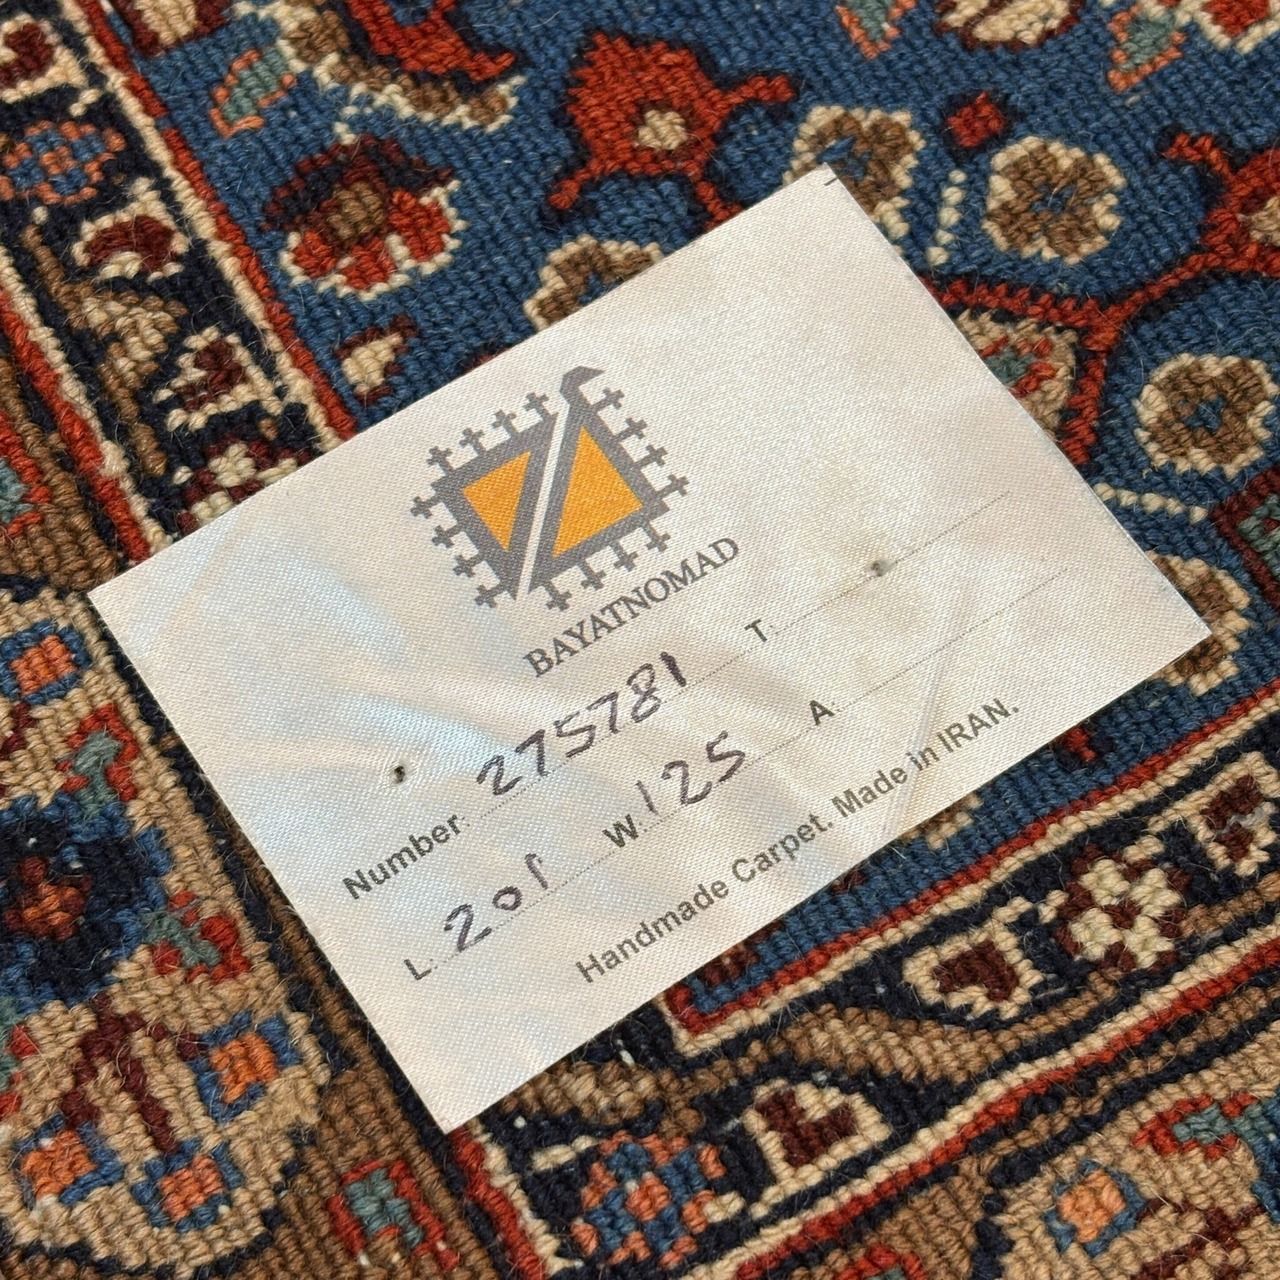 BAYATNOMAD
Number: 275781 T:
L. 201 W. 125 A
Handmade Carpet. Made in IRAN.